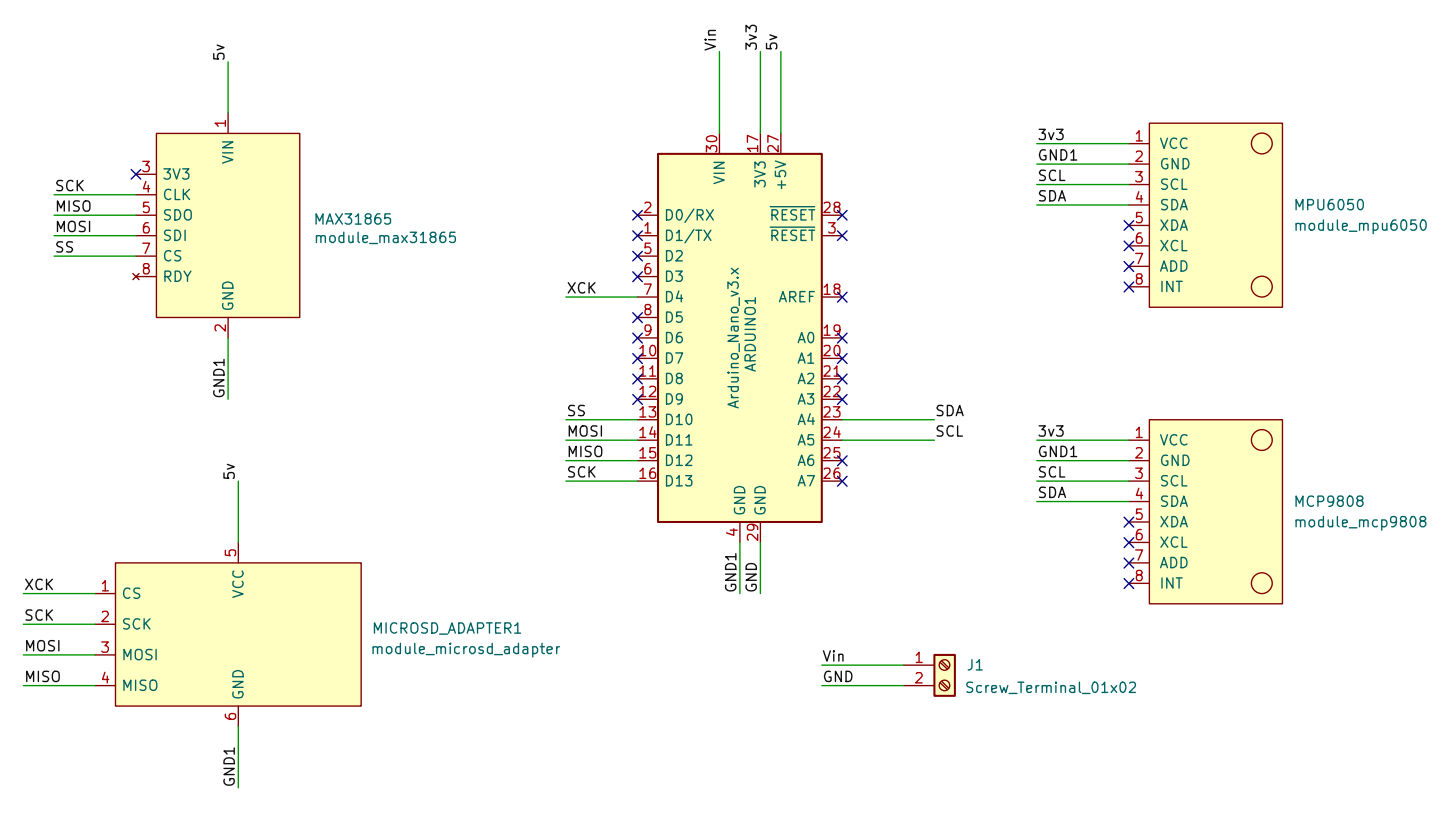 5v
1
VIN
3 3V3
SCK 4 CLK
MISO 5 SDO
MOSI 6 SDI
SS 7 CS
8 RDY
GND
2
GND1
MAX31865
module_max31865
5v
5
VCC
XCK 1 CS
SCK 2 SCK
MOSI 3 MOSI
MISO 4 MISO
GND
6
GND1
MICROSD_ADAPTER1
module_microsd_adapter
Vin 3v3 5v
30 17 27
VIN 3V3 +5V
2 D0/RX RESET 28
1 D1/TX RESET 3
5 D2
6 D3
XCK 7 D4 AREF 18
8 D5
9 D6 A0 19
10 D7 A1 20
11 D8 A2 21
12 D9 A3 22
SS 13 D10 A4 23 SDA
MOSI 14 D11 A5 24 SCL
MISO 15 D12 A6 25
SCK 16 D13 A7 26
Arduino_Nano_v3.x
ARDUINO1
GND GND
4 29
GND1 GND
Vin 1
GND 2
J1
Screw_Terminal_01x02
3v3 1 VCC
GND1 2 GND
SCL 3 SCL
SDA 4 SDA
5 XDA
6 XCL
7 ADD
8 INT
MPU6050
module_mpu6050
3v3 1 VCC
GND1 2 GND
SCL 3 SCL
SDA 4 SDA
5 XDA
6 XCL
7 ADD
8 INT
MCP9808
module_mcp9808